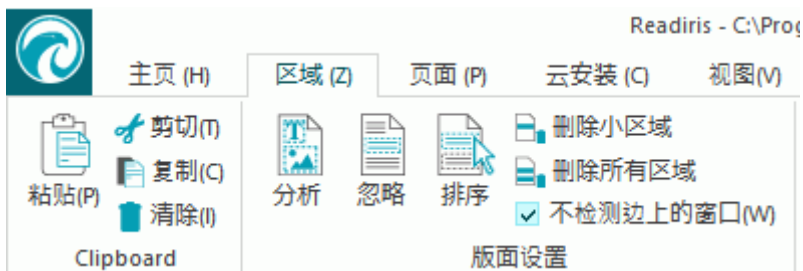 Readiris - C:\Prog
主页 (H) 区域 (Z) 页面 (P) 云安装 (C) 视图(V)
粘贴(P)
剪切(T)
复制(C)
清除(I)
Clipboard
分析
忽略
排序
删除小区域
删除所有区域
不检测边上的窗口(W)
版面设置